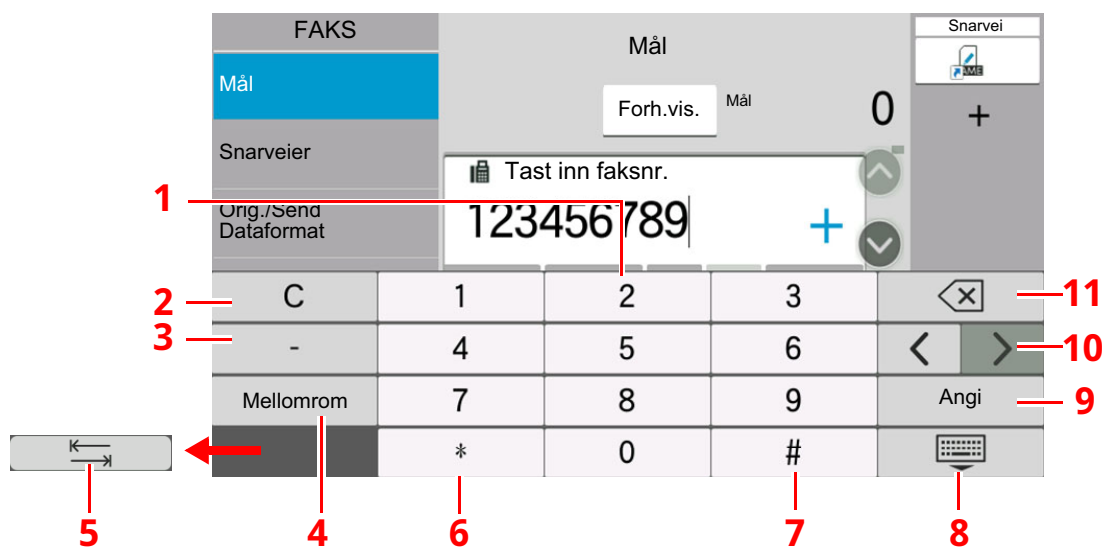 FAKS
Mål
Snarveier
Orig./Send
Dataformat
Mål
Forh.vis.
Mål
0
Snarvei
+
Tast inn faksnr.
123456789
+
C
1
2
3
-
4
5
6
<
>
Mellomrom
7
8
9
Angi
*
0
#
1
2
3
4
5
6
7
8
9
10
11